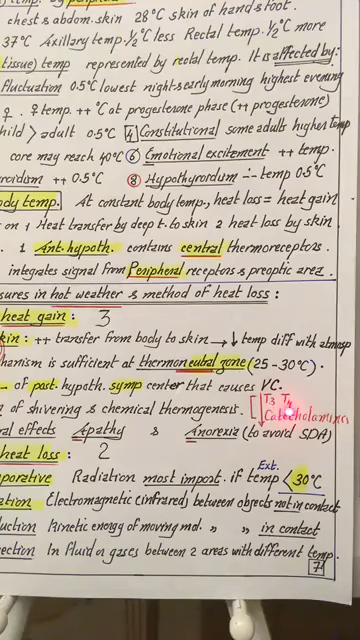 chest & abdom. skin 28°C skin of hand & foot.
37°C Axillary temp. ½°C less Rectal temp. ½°C more
tissue) temp represented by rectal temp. It is affected by:
Fluctuation 0.5°C lowest night & early morning highest evening
♀. ♀ temp. ++ °C at progesterone phase (++ progesterone)
hild > adult 0.5°C 4 Constitutional some adults higher temp
core may reach 40°C 6 Emotional excitement ++ temp.
yroidum ++ 0.5°C 8 Hypothyroidum temp 0.5°C
ody temp. At constant body temp., heat loss = heat gain
on 1 Heat transfer by deep t. to skin 2 heat loss by skin
1 Ant. hypoth. contains central thermoreceptors.
integrates signal from Peripheral receptors & preoptic area.
sures in hot weather & method of heat loss:
heat gain: 3
kin: ++ transfer from body to skin → ↓ temp diff with atmosp
hanism is sufficient at thermoneutral zone (25-30°C).
of post. hypoth. symp center that causes VC.
of shivering & chemical thermogenesis. [ T3 T4
Catecholamines
ral effects Apathy & Anorexia (to avoid SDA)
heat loss: 2
porative Radiation most import. if temp Ext. < 30°C
ation Electromagnetic (infrared) between objects not in contact
duction Kinetic energy of moving mol. " " in contact
ection In Fluid or gases between 2 areas with different temp.
7